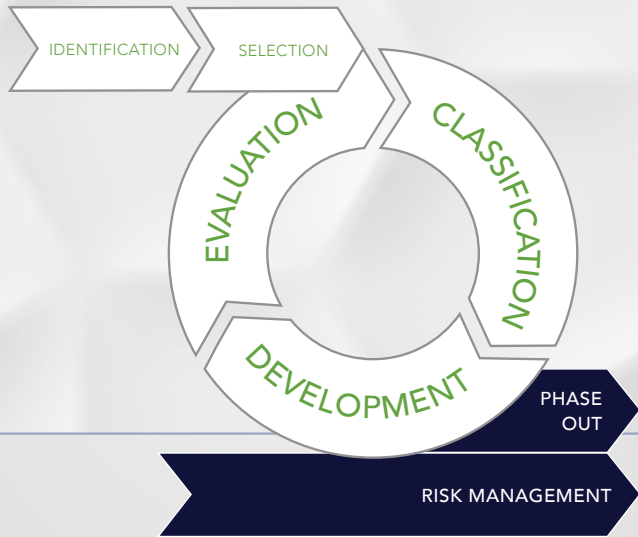 IDENTIFICATION
SELECTION
EVALUATION
CLASSIFICATION
DEVELOPMENT
PHASE
OUT
RISK MANAGEMENT